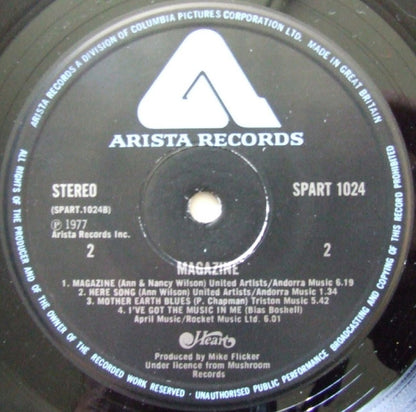 ARISTA RECORDS A DIVISION OF COLUMBIA PICTURES CORPORATION LTD. MADE IN GREAT BRITAIN
ALL RIGHTS OF THE PRODUCER AND OF THE OWNER OF THE RECORDED WORK RESERVED · UNAUTHORISED PUBLIC PERFORMANCE BROADCASTING AND COPYING OF THIS RECORD PROHIBITED
ARISTA RECORDS
STEREO
SPART 1024
(SPART.1024B)
Ⓟ 1977
Arista Records Inc.
2
2
MAGAZINE
1. MAGAZINE (Ann & Nancy Wilson) United Artists/Andorra Music 6.19
2. HERE SONG (Ann Wilson) United Artists/Andorra Music 1.34
3. MOTHER EARTH BLUES (P. Chapman) Triston Music 5.42
4. I'VE GOT THE MUSIC IN ME (Bias Boshell)
April Music/Rocket Music Ltd. 6.01
Heart
Produced by Mike Flicker
Under licence from Mushroom
Records